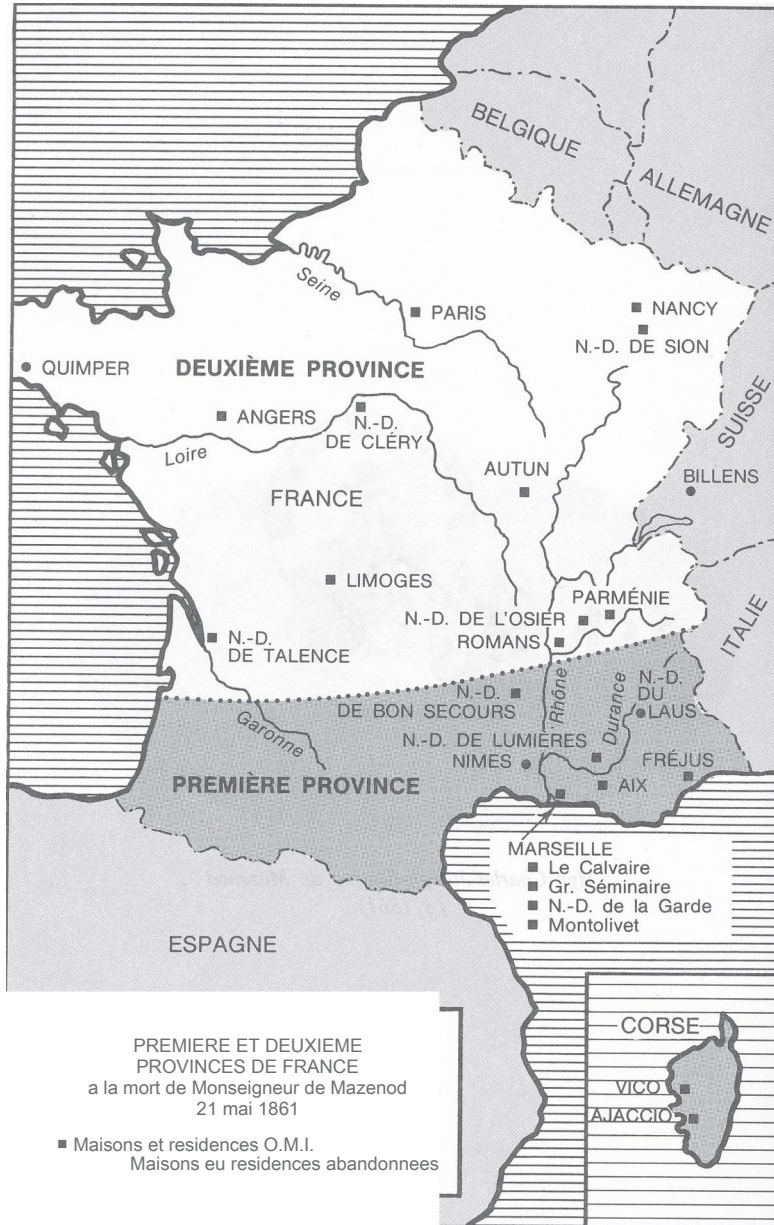 BELGIQUE
ALLEMAGNE
Seine
PARIS
NANCY
N.-D. DE SION
QUIMPER
DEUXIÈME PROVINCE
ANGERS
N.-D.
DE CLÉRY
Loire
SUISSE
AUTUN
BILLENS
FRANCE
LIMOGES
PARMÉNIE
N.-D. DE L'OSIER
ROMANS
N.-D.
DE TALENCE
ITALIE
N.-D.
DE BON SECOURS
Rhône
Durance
N.-D.
DU
LAUS
Garonne
N.-D. DE LUMIÈRES
NIMES
FRÉJUS
PREMIÈRE PROVINCE
AIX
MARSEILLE
Le Calvaire
Gr. Séminaire
N.-D. de la Garde
Montolivet
ESPAGNE
CORSE
VICO
AJACCIO
PREMIERE ET DEUXIEME
PROVINCES DE FRANCE
a la mort de Monseigneur de Mazenod
21 mai 1861
Maisons et residences O.M.I.
Maisons eu residences abandonnees